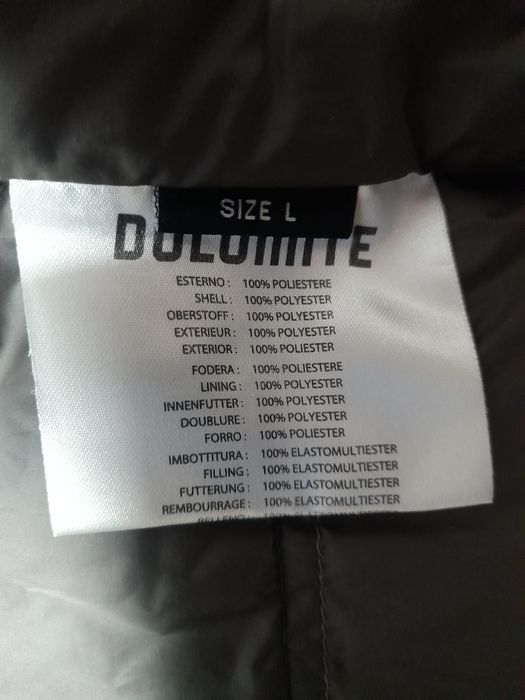 SIZE L
DOLOMITE
ESTERNO: 100% POLIESTERE
SHELL: 100% POLYESTER
OBERSTOFF: 100% POLYESTER
EXTERIEUR: 100% POLYESTER
EXTERIOR: 100% POLIESTER
FODERA: 100% POLIESTERE
LINING: 100% POLYESTER
INNENFUTTER: 100% POLYESTER
DOUBLURE: 100% POLYESTER
FORRO: 100% POLIESTER
IMBOTTITURA: 100% ELASTOMULTIESTER
FILLING: 100% ELASTOMULTIESTER
FUTTERUNG: 100% ELASTOMULTIESTER
REMBOURRAGE: 100% ELASTOMULTIESTER